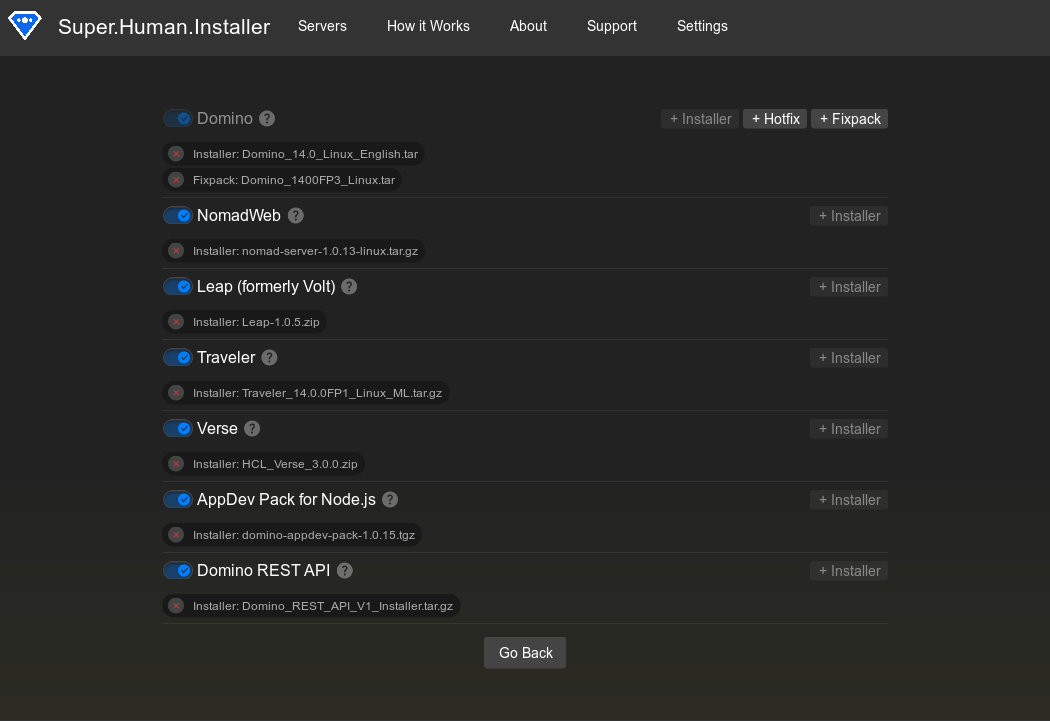 Super.Human.Installer Servers How it Works About Support Settings
Domino ? + Installer + Hotfix + Fixpack
Installer: Domino_14.0_Linux_English.tar
Fixpack: Domino_1400FP3_Linux.tar
NomadWeb ? + Installer
Installer: nomad-server-1.0.13-linux.tar.gz
Leap (formerly Volt) ? + Installer
Installer: Leap-1.0.5.zip
Traveler ? + Installer
Installer: Traveler_14.0.0FP1_Linux_ML.tar.gz
Verse ? + Installer
Installer: HCL_Verse_3.0.0.zip
AppDev Pack for Node.js ? + Installer
Installer: domino-appdev-pack-1.0.15.tgz
Domino REST API ? + Installer
Installer: Domino_REST_API_V1_Installer.tar.gz
Go Back